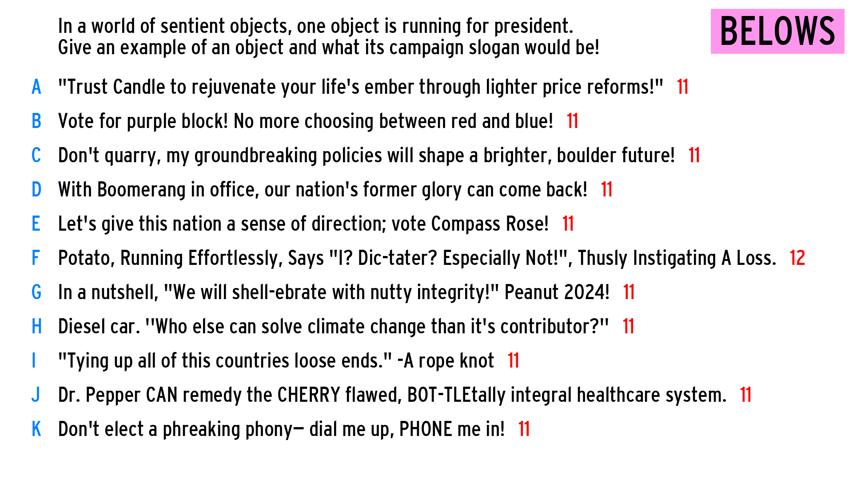 In a world of sentient objects, one object is running for president.
Give an example of an object and what its campaign slogan would be!
BELOWS
A "Trust Candle to rejuvenate your life's ember through lighter price reforms!" 11
B Vote for purple block! No more choosing between red and blue! 11
C Don't quarry, my groundbreaking policies will shape a brighter, boulder future! 11
D With Boomerang in office, our nation's former glory can come back! 11
E Let's give this nation a sense of direction; vote Compass Rose! 11
F Potato, Running Effortlessly, Says "I? Dic-tater? Especially Not!", Thusly Instigating A Loss. 12
G In a nutshell, "We will shell-ebrate with nutty integrity!" Peanut 2024! 11
H Diesel car. ''Who else can solve climate change than it's contributor?'' 11
I "Tying up all of this countries loose ends." -A rope knot 11
J Dr. Pepper CAN remedy the CHERRY flawed, BOT-TLEtally integral healthcare system. 11
K Don't elect a phreaking phony— dial me up, PHONE me in! 11